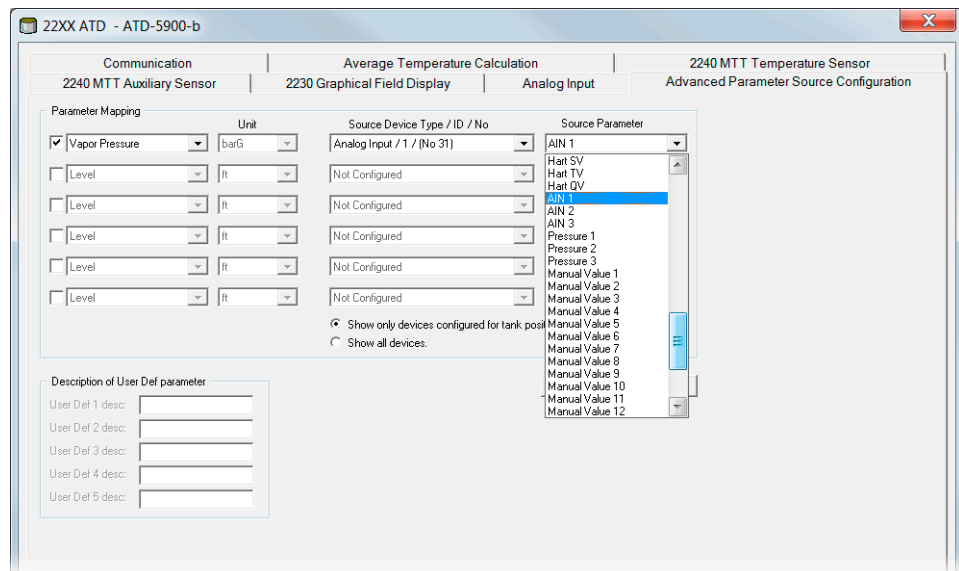 22XX ATD - ATD-5900-b
Communication
Average Temperature Calculation
2240 MTT Temperature Sensor
2240 MTT Auxiliary Sensor
2230 Graphical Field Display
Analog Input
Advanced Parameter Source Configuration
Parameter Mapping
Unit
Source Device Type / ID / No
Source Parameter
Vapor Pressure
barG
Analog Input / 1 / (No 31)
AIN 1
Level
ft
Not Configured
Level
ft
Not Configured
Level
ft
Not Configured
Level
ft
Not Configured
Level
ft
Not Configured
Hart SV
Hart TV
Hart QV
AIN 1
AIN 2
AIN 3
Pressure 1
Pressure 2
Pressure 3
Manual Value 1
Manual Value 2
Manual Value 3
Manual Value 4
Manual Value 5
Manual Value 6
Manual Value 7
Manual Value 8
Manual Value 9
Manual Value 10
Manual Value 11
Manual Value 12
Show only devices configured for tank posi
Show all devices.
Description of User Def parameter
User Def 1 desc:
User Def 2 desc:
User Def 3 desc:
User Def 4 desc:
User Def 5 desc: